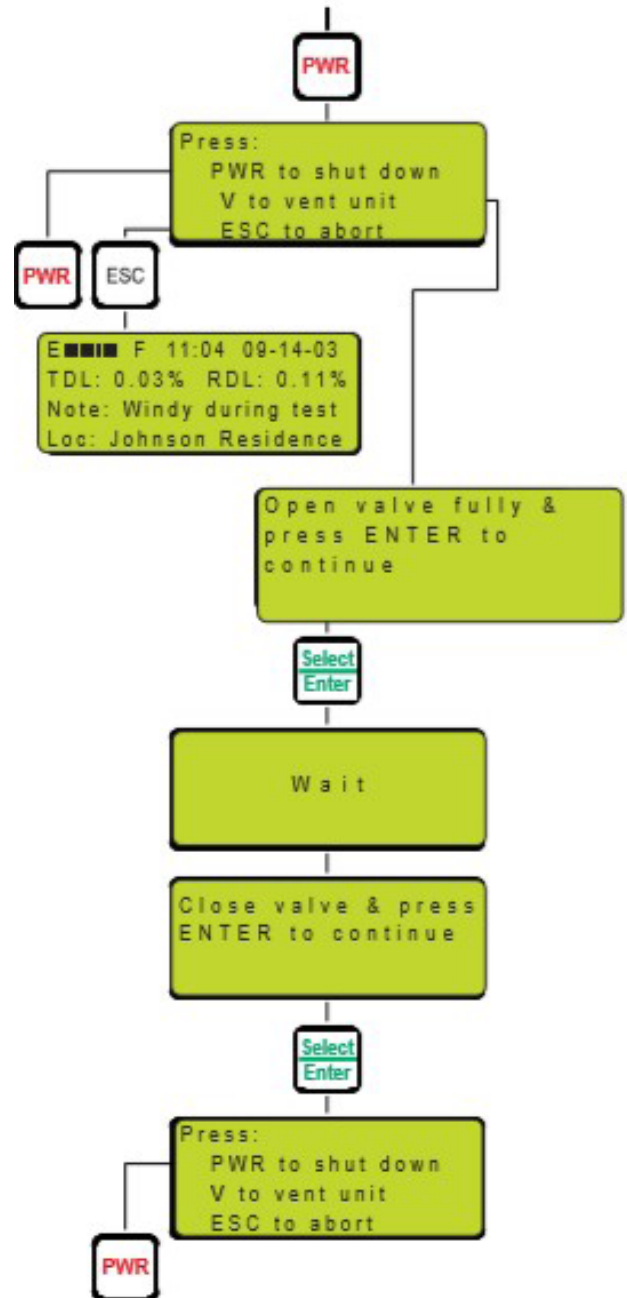 PWR
Press:
PWR to shut down
V to vent unit
ESC to abort
PWR
ESC
E F 11:04 09-14-03
TDL: 0.03% RDL: 0.11%
Note: Windy during test
Loc: Johnson Residence
Open valve fully &
press ENTER to
continue
Select
Enter
Wait
Close valve & press
ENTER to continue
Select
Enter
Press:
PWR to shut down
V to vent unit
ESC to abort
PWR